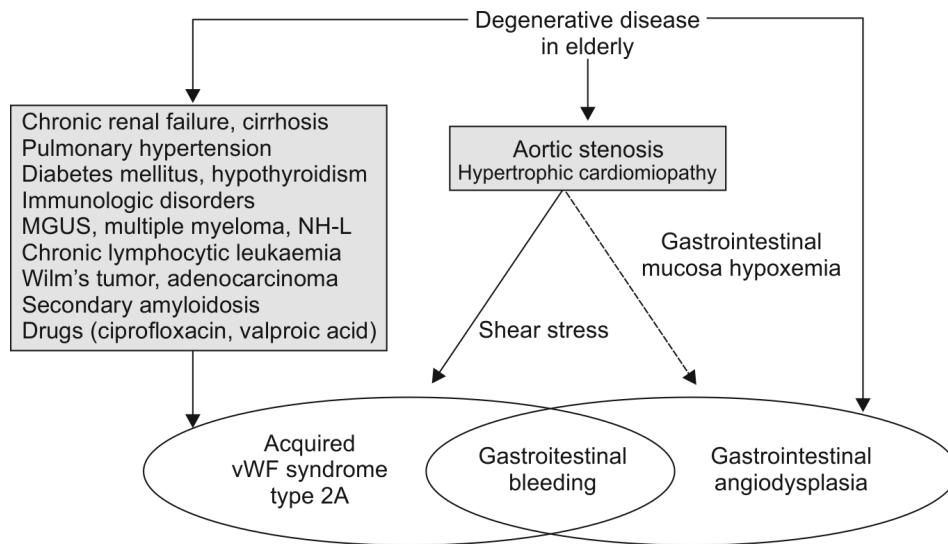 Degenerative disease
in elderly
Chronic renal failure, cirrhosis
Pulmonary hypertension
Diabetes mellitus, hypothyroidism
Immunologic disorders
MGUS, multiple myeloma, NH-L
Chronic lymphocytic leukaemia
Wilm's tumor, adenocarcinoma
Secondary amyloidosis
Drugs (ciprofloxacin, valproic acid)
Aortic stenosis
Hypertrophic cardiomiopathy
Gastrointestinal
mucosa hypoxemia
Shear stress
Acquired
vWF syndrome
type 2A
Gastroitestinal
bleeding
Gastrointestinal
angiodysplasia